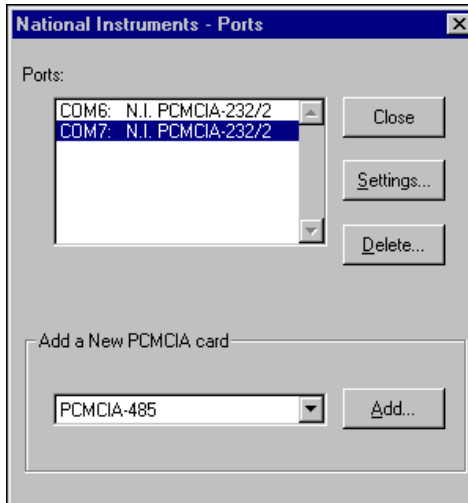 National Instruments - Ports
Ports:
COM6: N.I. PCMCIA-232/2
COM7: N.I. PCMCIA-232/2
Close
Settings...
Delete...
Add a New PCMCIA card
PCMCIA-485
Add...